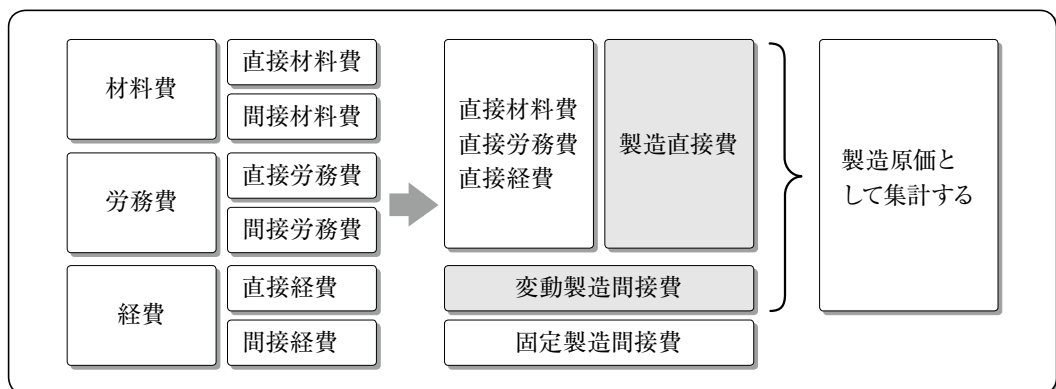 材料費
直接材料費
間接材料費
労務費
直接労務費
間接労務費
経費
直接経費
間接経費
直接材料費
直接労務費
直接経費
製造直接費
変動製造間接費
固定製造間接費
製造原価と
して集計する